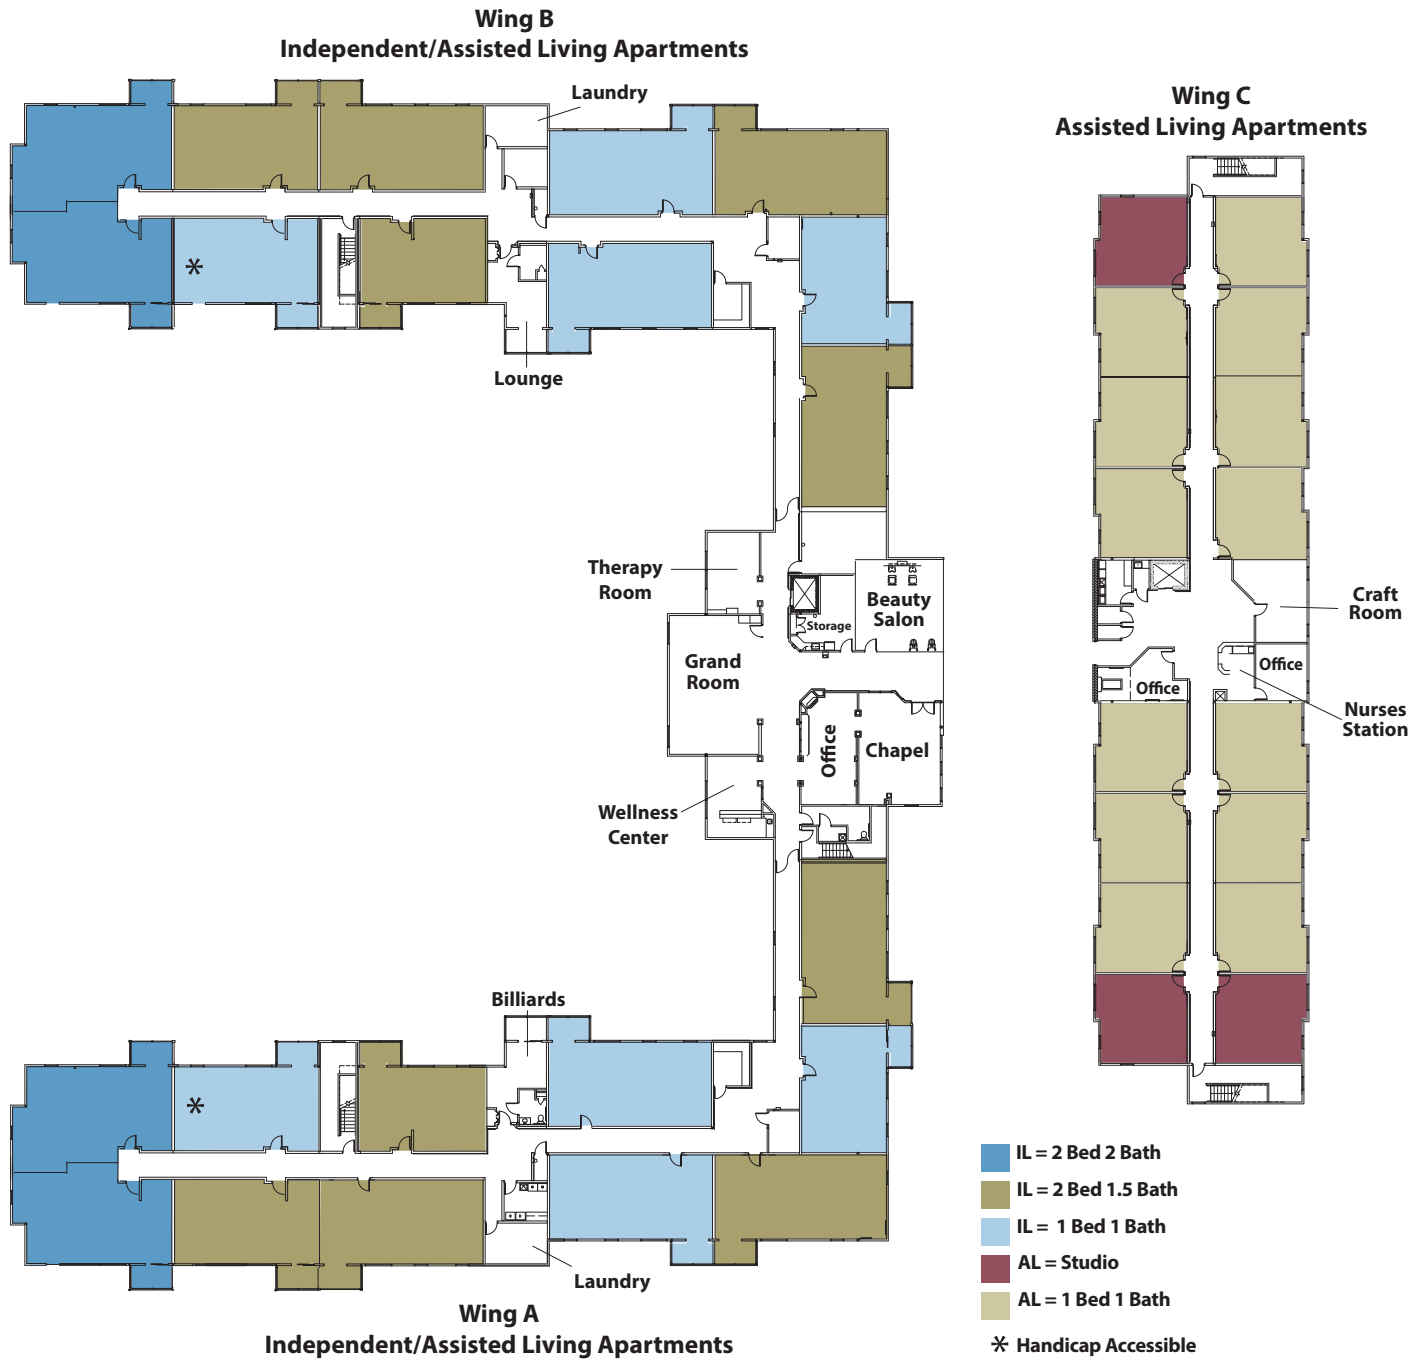 Wing B
Independent/Assisted Living Apartments
Laundry
Wing C
Assisted Living Apartments
*
Lounge
Therapy
Room
Beauty
Salon
Storage
Grand
Room
Craft
Room
Office
Office
Nurses
Station
Office
Chapel
Wellness
Center
Billiards
*
Laundry
Wing A
Independent/Assisted Living Apartments
IL = 2 Bed 2 Bath
IL = 2 Bed 1.5 Bath
IL = 1 Bed 1 Bath
AL = Studio
AL = 1 Bed 1 Bath
* Handicap Accessible